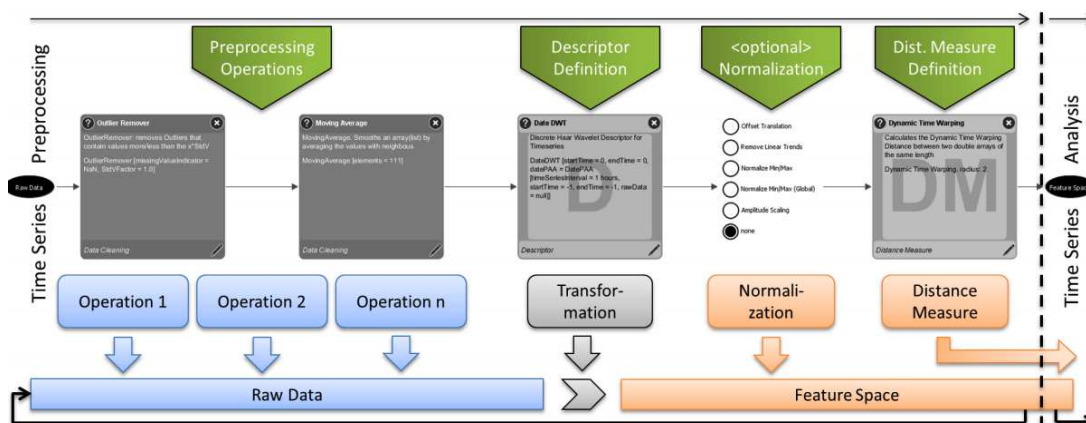 Time Series Preprocessing
Preprocessing
Operations
Descriptor
Definition
<optional>
Normalization
Dist. Measure
Definition
Time Series Analysis
Raw Data
? Outlier Remover
OutlierRemover: removes Outliers that
contain values more/less then the x*StdV
OutlierRemover [missingValueIndicator =
NaN, StdVFactor = 1.0]
Data Cleaning
? Moving Average
MovingAverage. Smooths an array(list) by
averaging the values with neighbous.
MovingAverage [elements = 111]
Data Cleaning
? Date DWT
D
Discrete Haar Wavelet Descriptor for
Timeseries
DateDWT [startTime = 0, endTime = 0,
datePAA = DatePAA
[timeSeriesInterval = 1 hours,
startTime = -1, endTime = -1, rawData
= null]]
Descriptor
Offset Translation
Remove Linear Trends
Normalize Min/Max
Normalize Min/Max (Global)
Amplitude Scaling
none
? Dynamic Time Warping
DM
Calculates the Dynamic Time Warping
Distance between two double arrays of
the same length
Dynamic Time Warping, radius: 2
Distance Measure
Feature Space
Operation 1
Operation 2
Operation n
Transfor-
mation
Normali-
zation
Distance
Measure
Raw Data
Feature Space